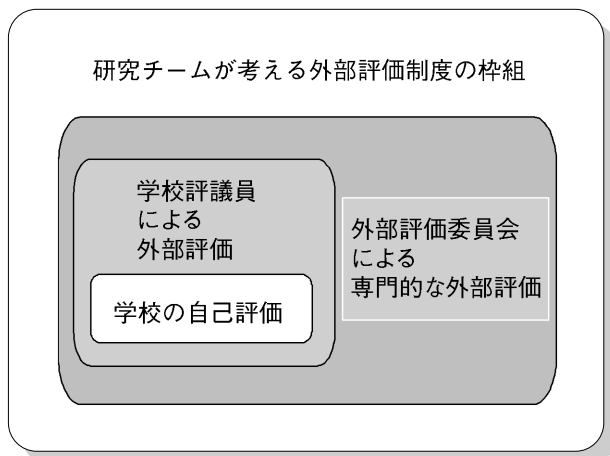 研究チームが考える外部評価制度の枠組
学校評議員
による
外部評価
学校の自己評価
外部評価委員会
による
専門的な外部評価